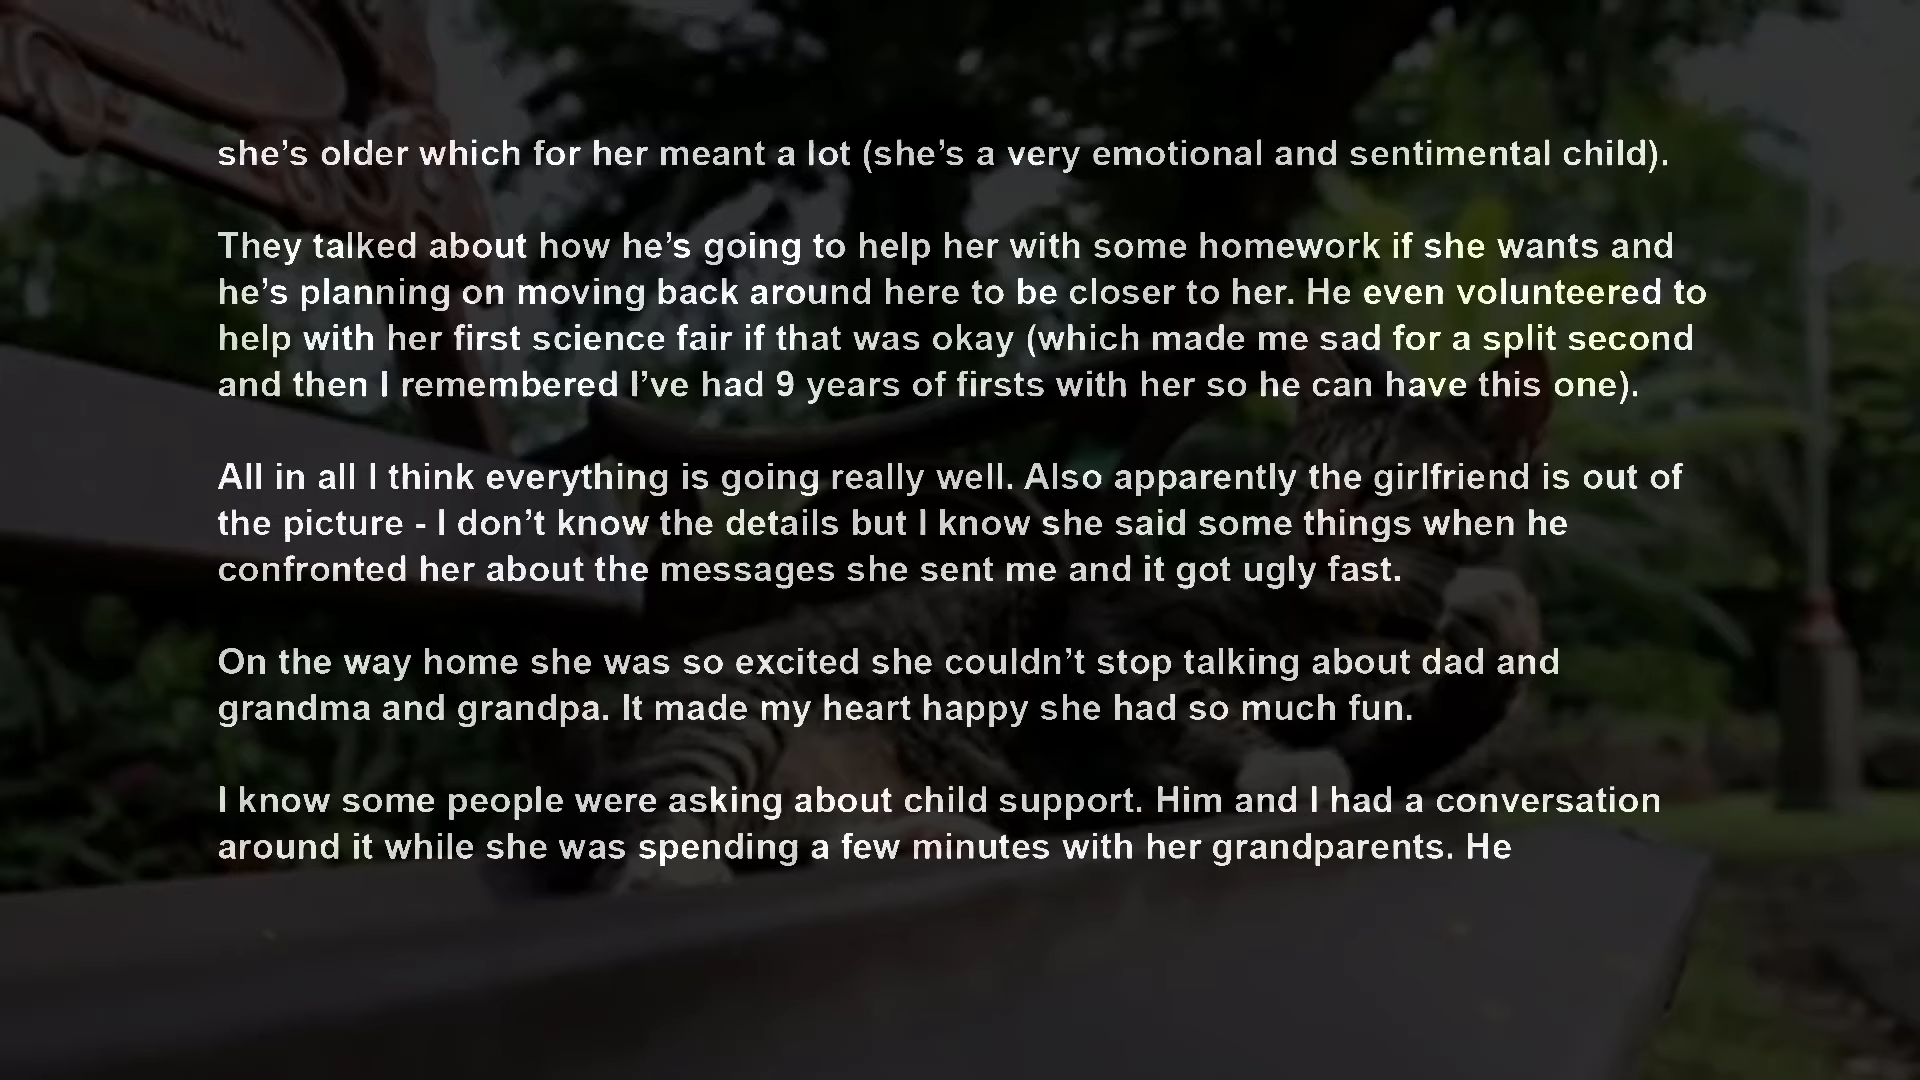 she’s older which for her meant a lot (she’s a very emotional and sentimental child).
They talked about how he’s going to help her with some homework if she wants and
he’s planning on moving back around here to be closer to her. He even volunteered to
help with her first science fair if that was okay (which made me sad for a split second
and then I remembered I’ve had 9 years of firsts with her so he can have this one).
All in all I think everything is going really well. Also apparently the girlfriend is out of
the picture - I don’t know the details but I know she said some things when he
confronted her about the messages she sent me and it got ugly fast.
On the way home she was so excited she couldn’t stop talking about dad and
grandma and grandpa. It made my heart happy she had so much fun.
I know some people were asking about child support. Him and I had a conversation
around it while she was spending a few minutes with her grandparents. He